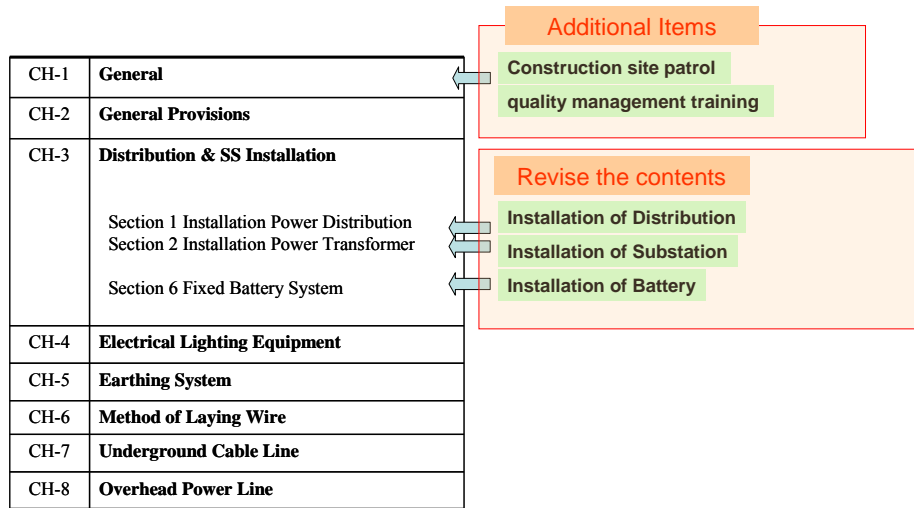 Additional Items
Construction site patrol
quality management training
CH-1 General
CH-2 General Provisions
CH-3 Distribution & SS Installation
Section 1 Installation Power Distribution
Section 2 Installation Power Transformer
Section 6 Fixed Battery System
Revise the contents
Installation of Distribution
Installation of Substation
Installation of Battery
CH-4 Electrical Lighting Equipment
CH-5 Earthing System
CH-6 Method of Laying Wire
CH-7 Underground Cable Line
CH-8 Overhead Power Line